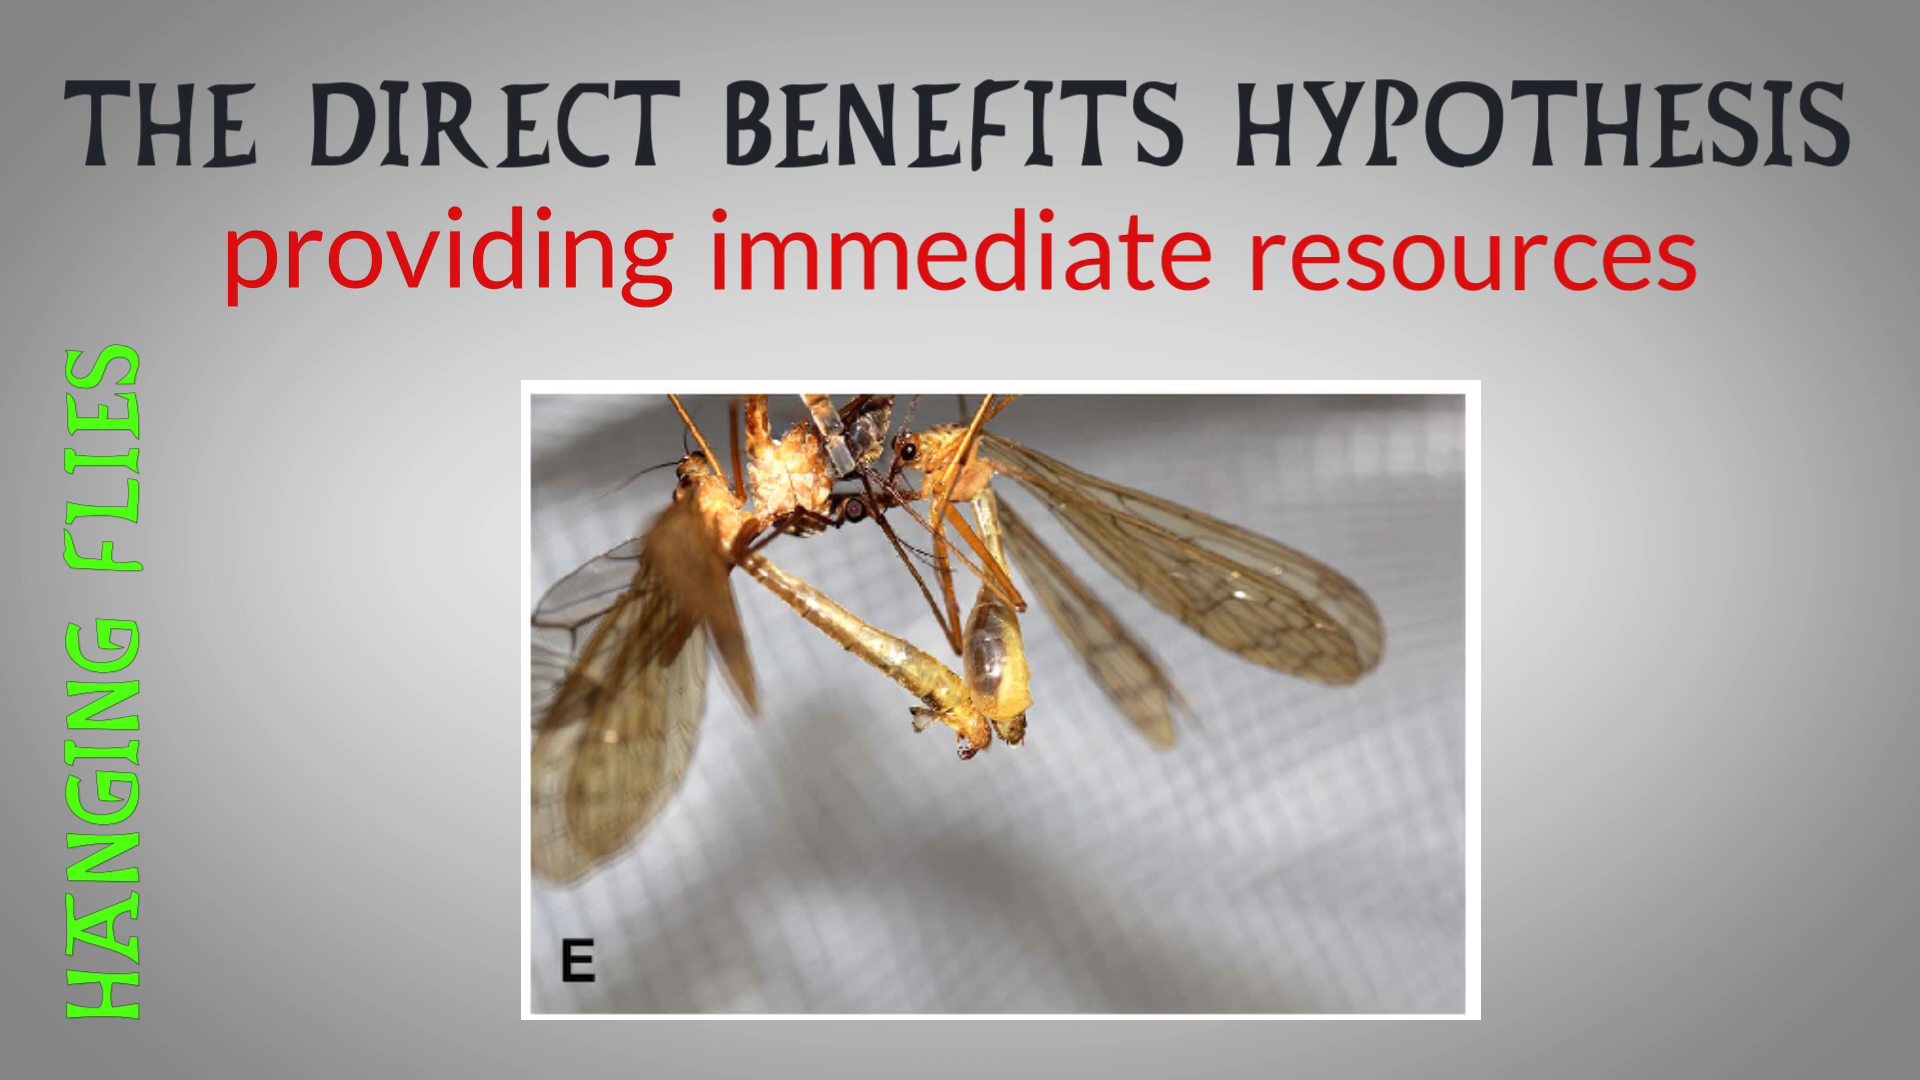 THE DIRECT BENEFITS HYPOTHESIS
providing immediate resources
HANGING FLIES
E